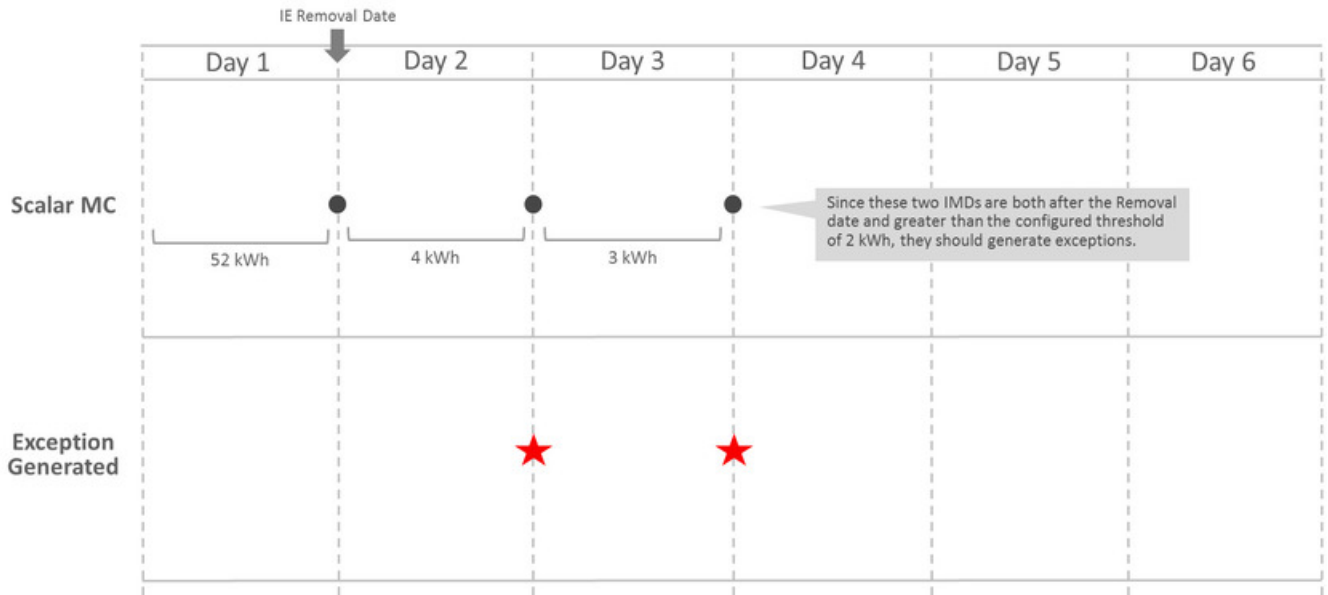 IE Removal Date
Day 1
Day 2
Day 3
Day 4
Day 5
Day 6
Scalar MC
Since these two IMDs are both after the Removal
date and greater than the configured threshold
of 2 kWh, they should generate exceptions.
52 kWh
4 kWh
3 kWh
Exception
Generated